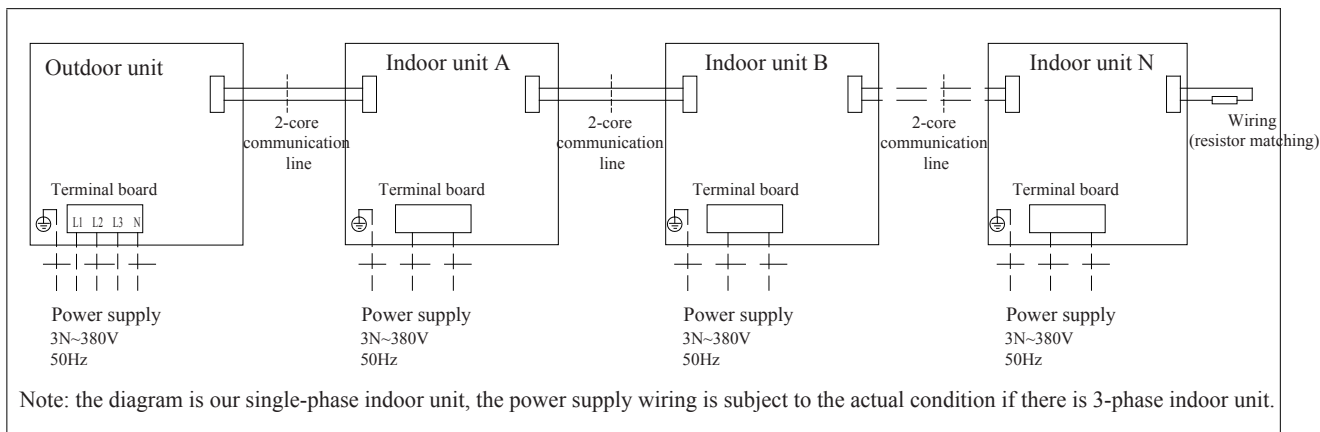 Outdoor unit
Indoor unit A
Indoor unit B
Indoor unit N
2-core
communication
line
2-core
communication
line
2-core
communication
line
Wiring
(resistor matching)
Terminal board
L1 L2 L3 N
Terminal board
Terminal board
Terminal board
Power supply
3N~380V
50Hz
Power supply
3N~380V
50Hz
Power supply
3N~380V
50Hz
Power supply
3N~380V
50Hz
Note: the diagram is our single-phase indoor unit, the power supply wiring is subject to the actual condition if there is 3-phase indoor unit.